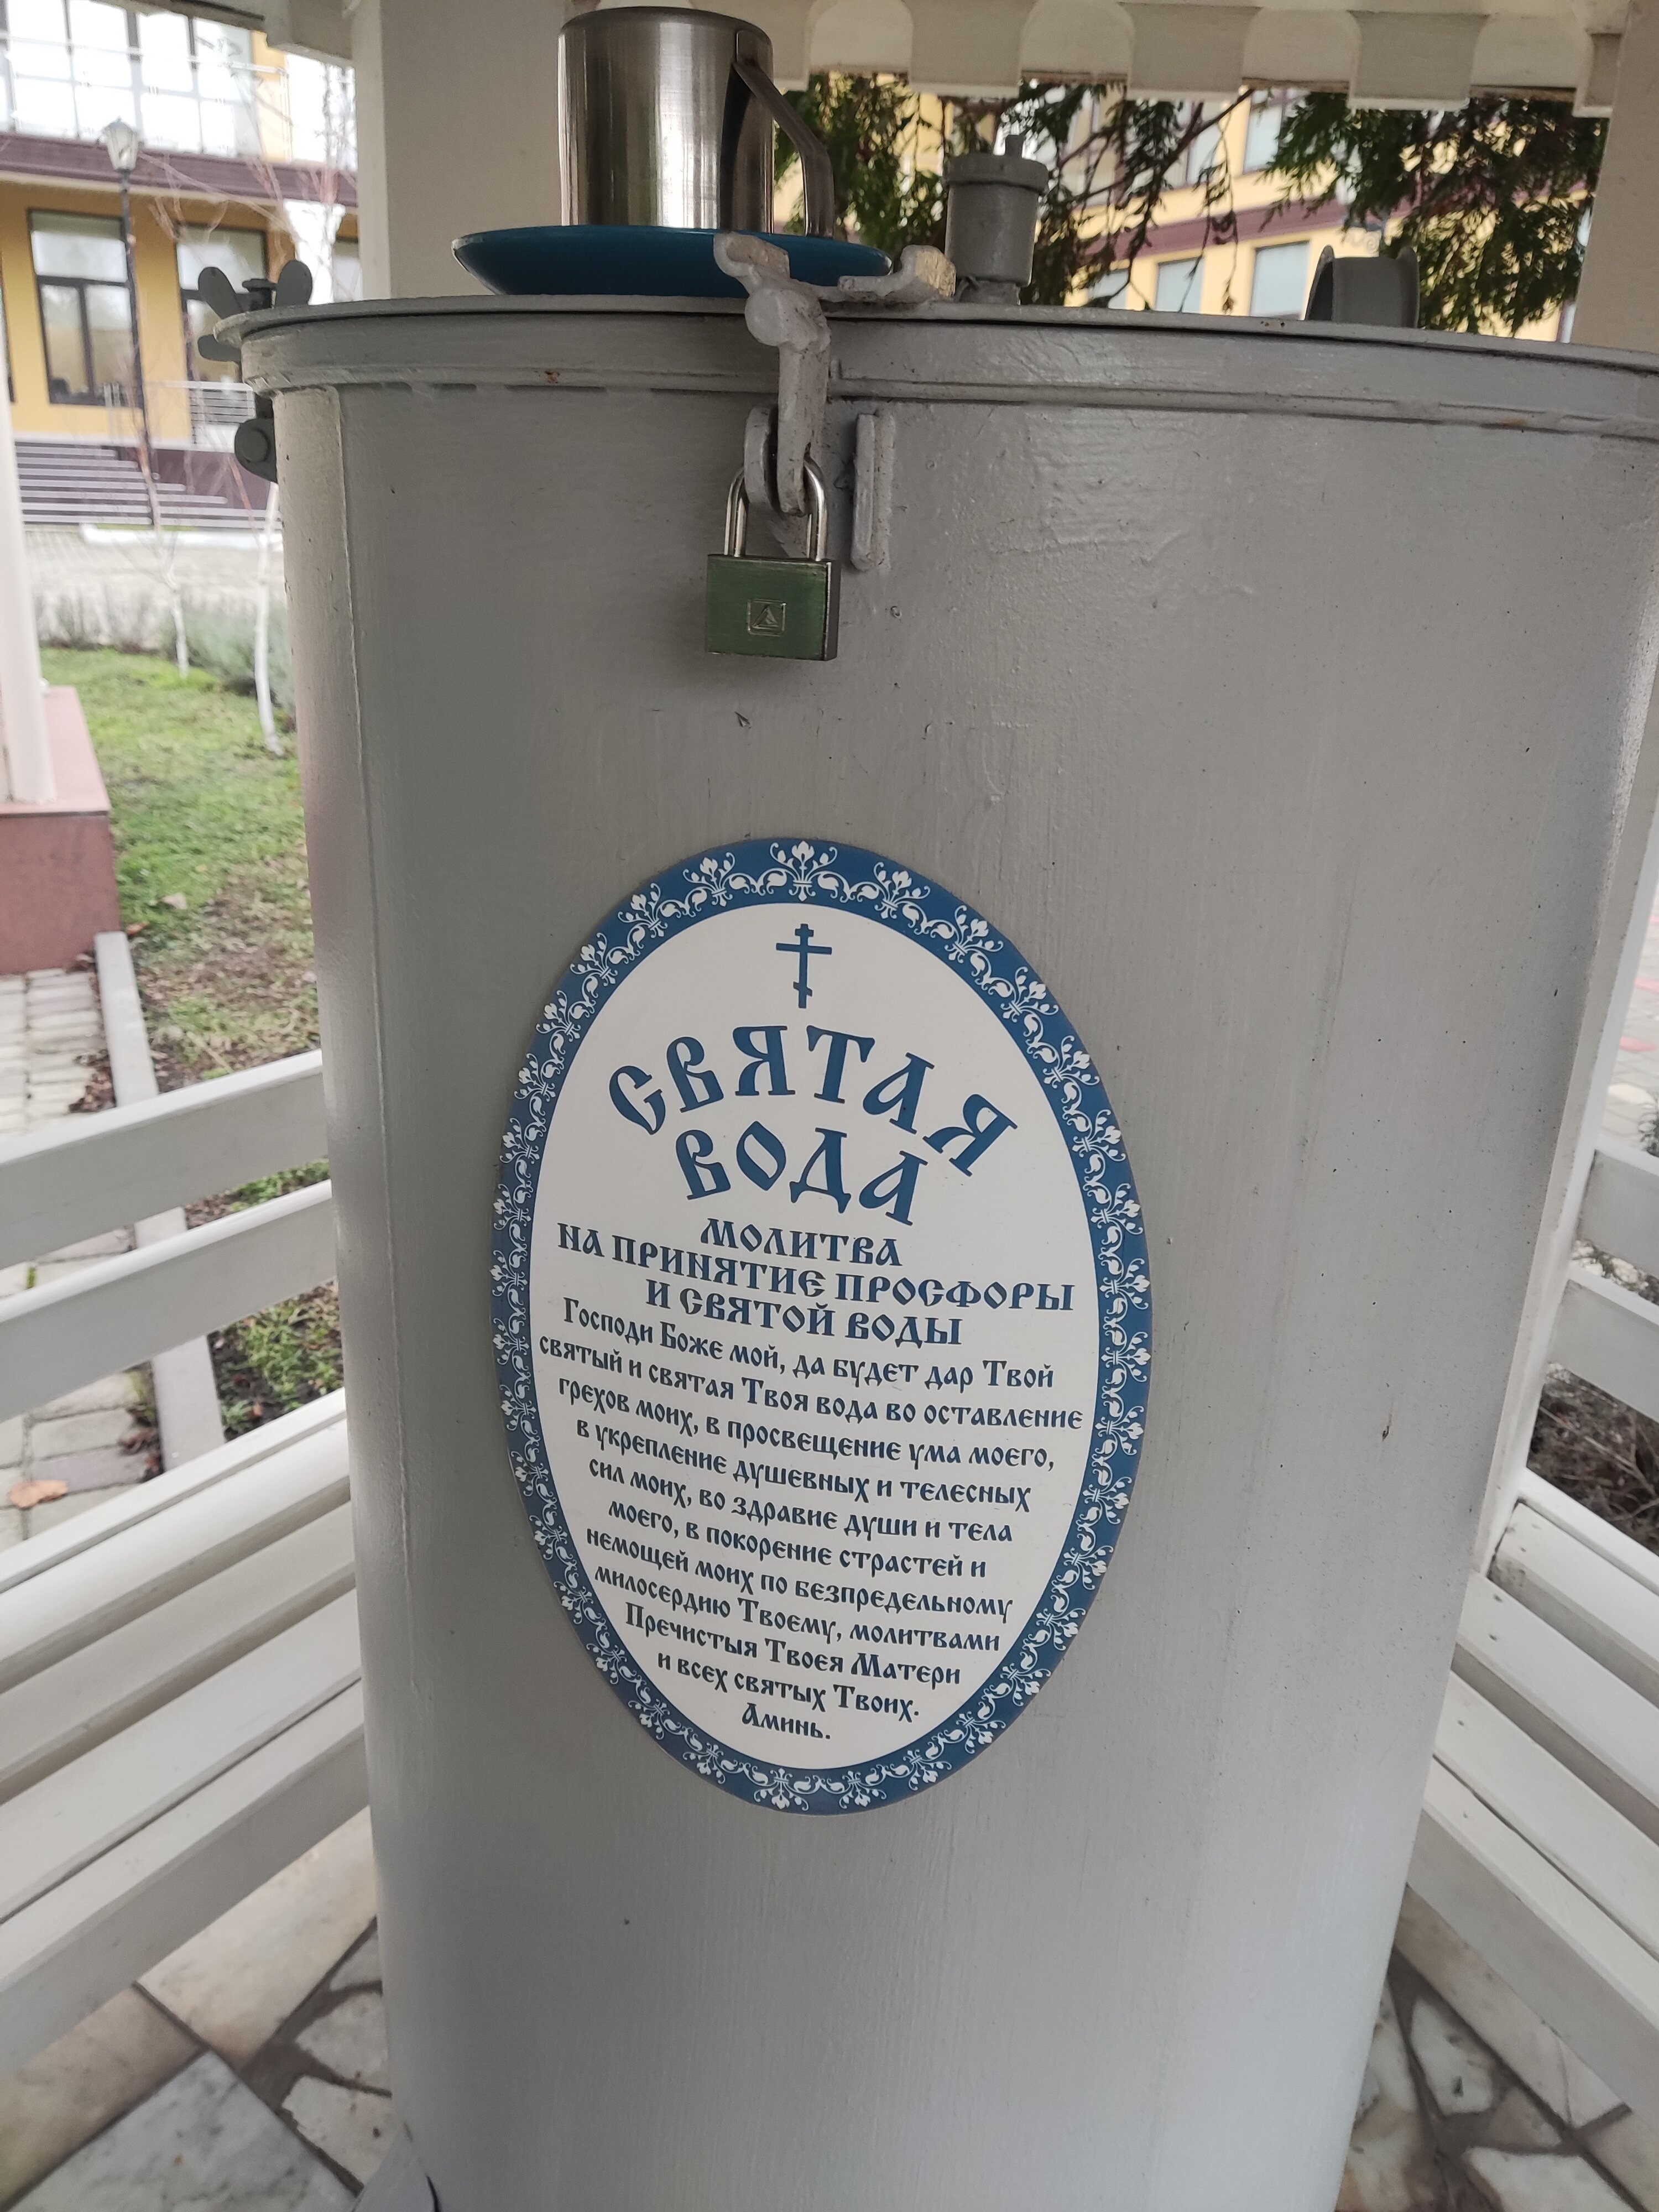 СВЯТАЯ
ВОДА
МОЛИТВА
НА ПРИНЯТИЕ ПРОСФОРЫ
И СВЯТОЙ ВОДЫ
Господи Боже мой, да будет дар Твой
святый и святая Твоя вода во оставление
грехов моих, в просвещение ума моего,
в укрепление душевных и телесных
сил моих, во здравие души и тела
моего, в покорение страстей и
немощей моих по безпредельному
милосердию Твоему, молитвами
Пречистыя Твоея Матери
и всех святых Твоих.
Аминь.